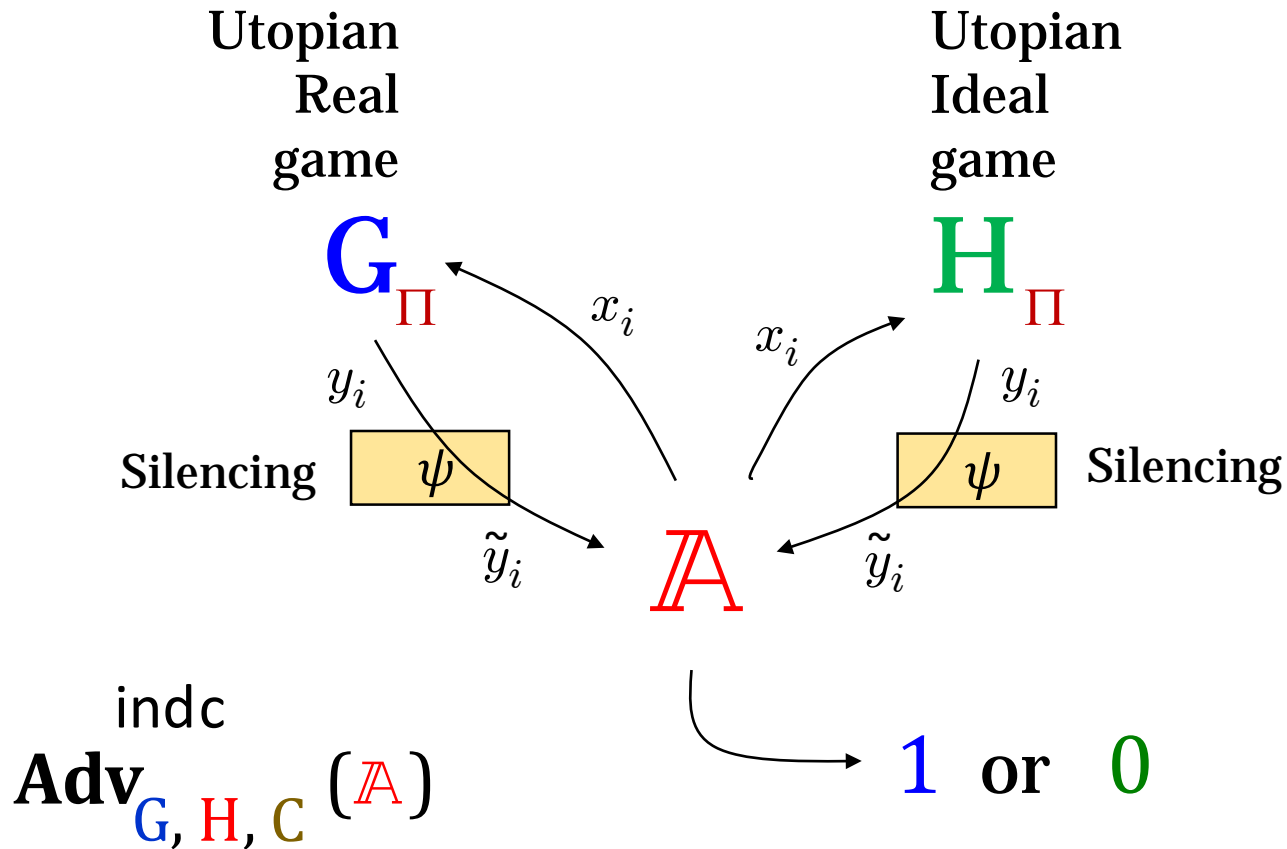 Utopian Real game
Utopian Ideal game
G_Π
H_Π
x_i
x_i
y_i
y_i
Silencing
ψ
ψ
Silencing
ỹ_i
ỹ_i
𝔸
indc
Adv_{G, H, C} (𝔸)
1 or 0